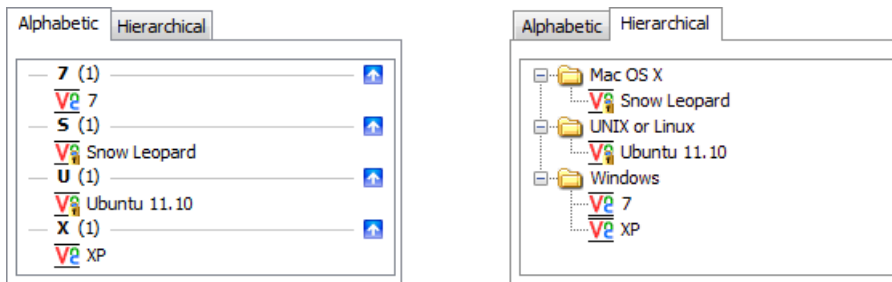 Alphabetic Hierarchical
7 (1)
7
S (1)
Snow Leopard
U (1)
Ubuntu 11.10
X (1)
XP
Alphabetic Hierarchical
Mac OS X
Snow Leopard
UNIX or Linux
Ubuntu 11.10
Windows
7
XP